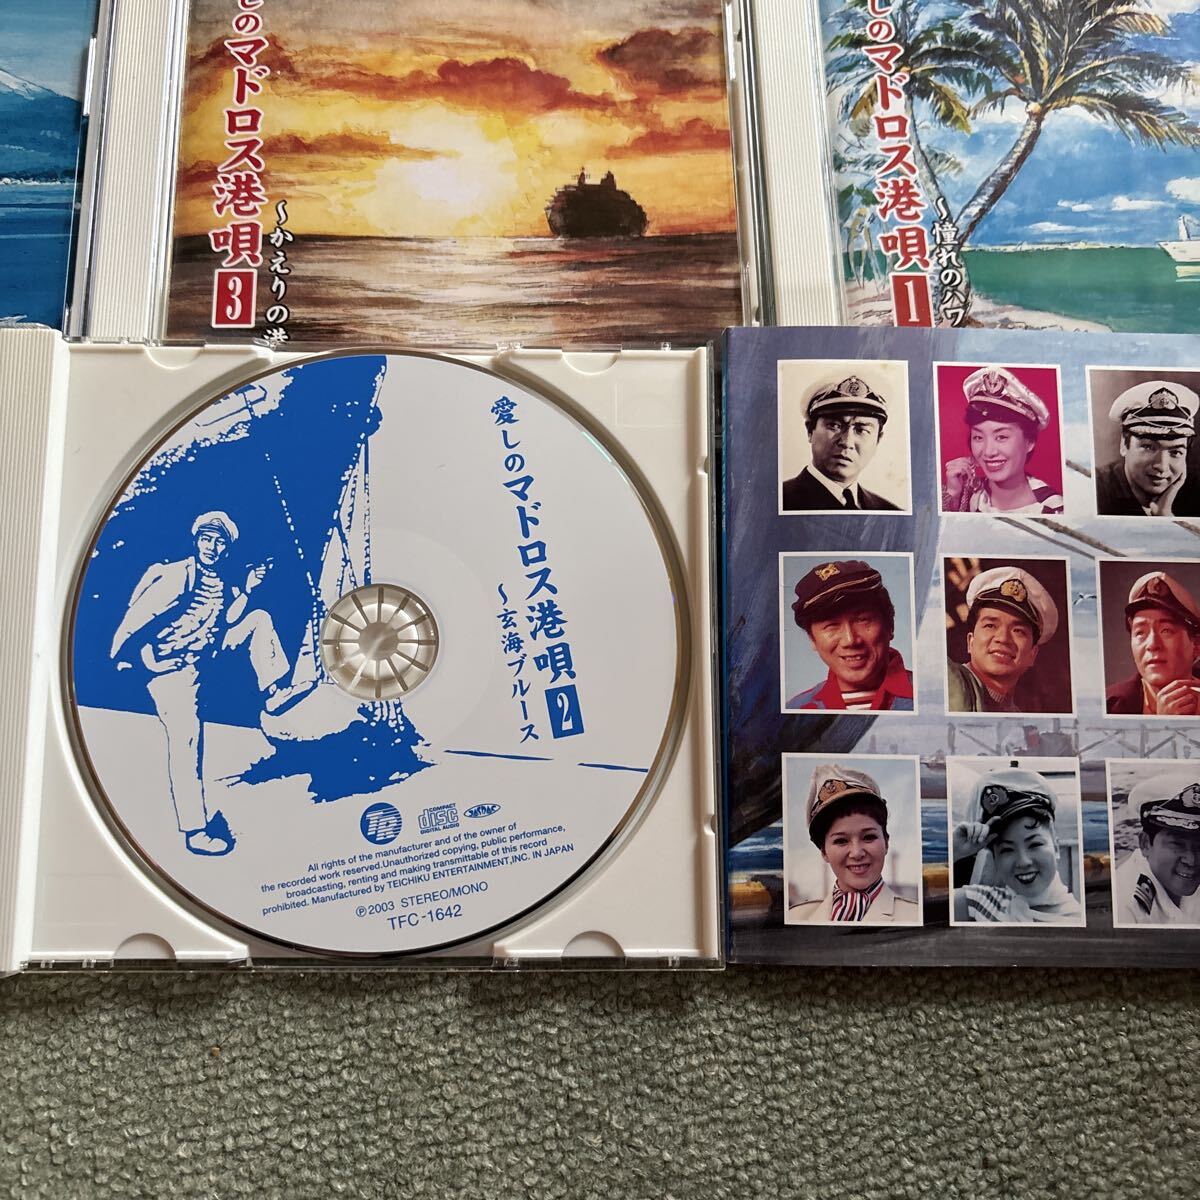 しのマドロス港唄 3
～かえりの港
しのマドロス港唄 1
～憧れのハワ
愛しのマドロス港唄 2
～玄海ブルース
TR
COMPACT
disc
DIGITAL AUDIO
JASRAC
All rights of the manufacturer and of the owner of
the recorded work reserved.Unauthorized copying, public performance,
broadcasting, renting and making transmittable of this record
prohibited. Manufactured by TEICHIKU ENTERTAINMENT,INC. IN JAPAN
Ⓟ2003 STEREO/MONO
TFC-1642